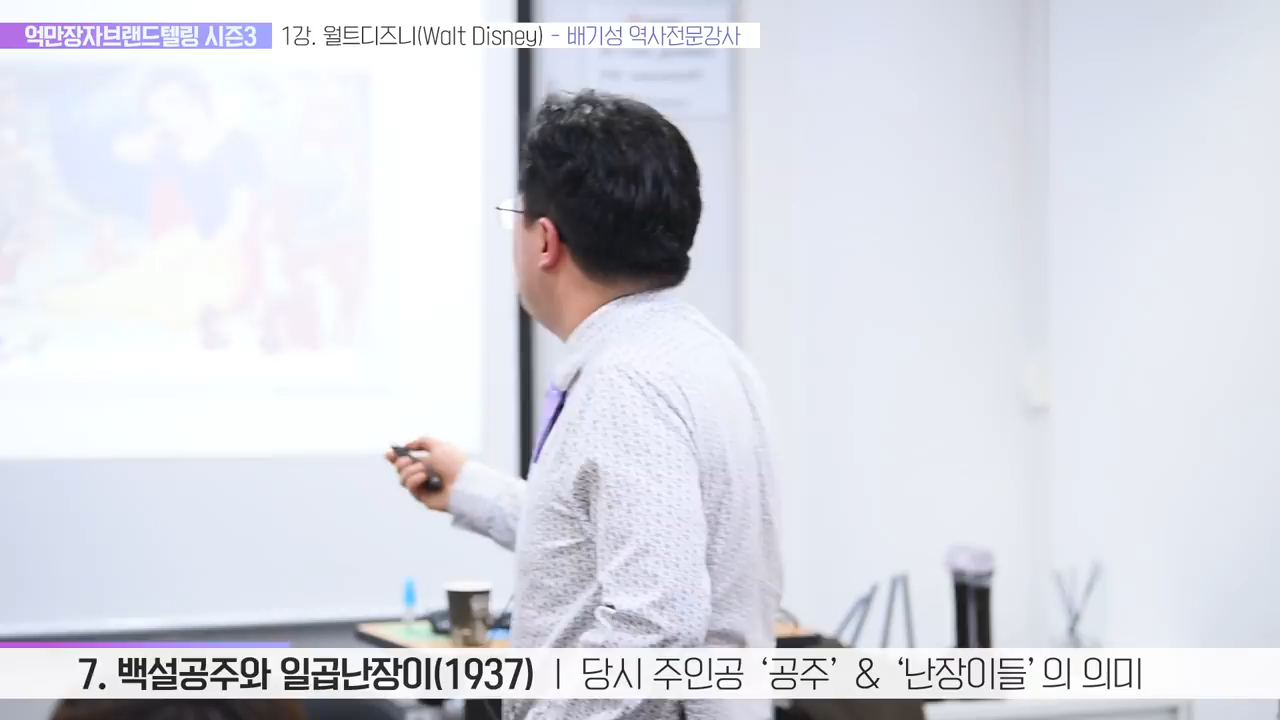 억만장자브랜드텔링 시즌3 1강. 월트디즈니(Walt Disney) - 배기성 역사전문강사
7. 백설공주와 일곱난장이(1937) | 당시 주인공 ‘공주’ & ‘난장이들’의 의미